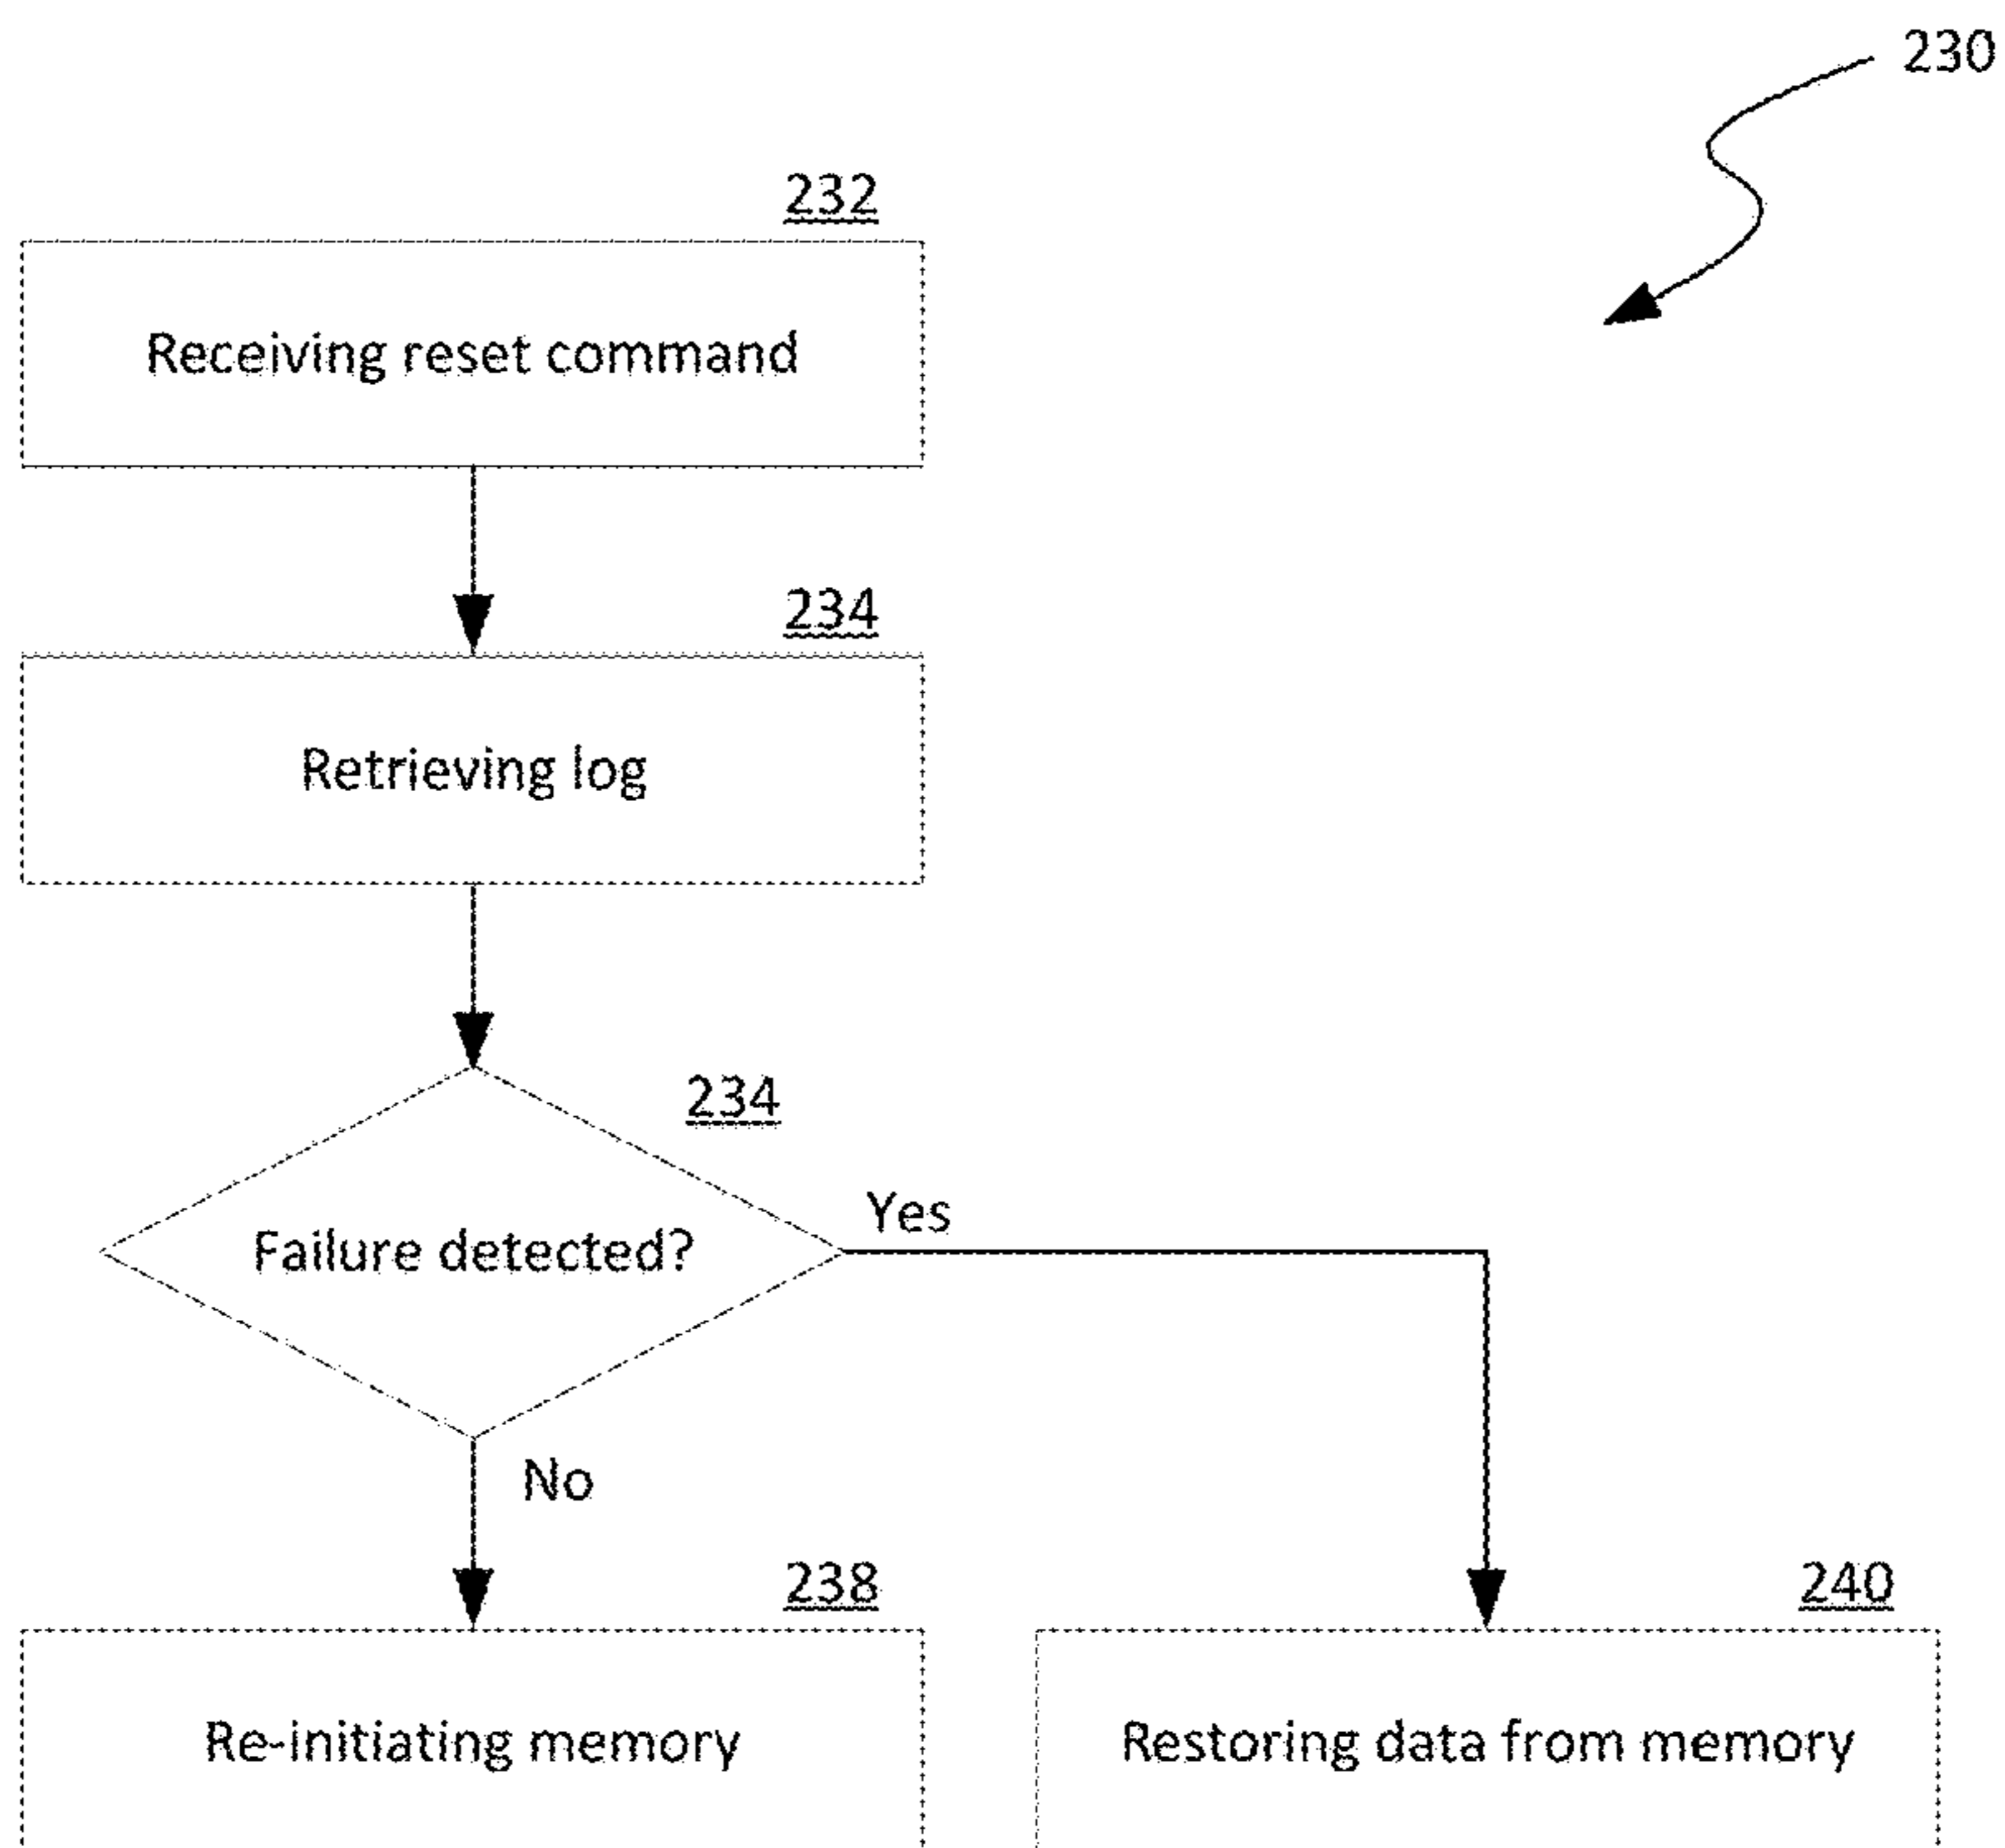 230
232
Receiving reset command
234
Retrieving log
234
Failure detected?
Yes
No
238
Re-initiating memory
240
Restoring data from memory